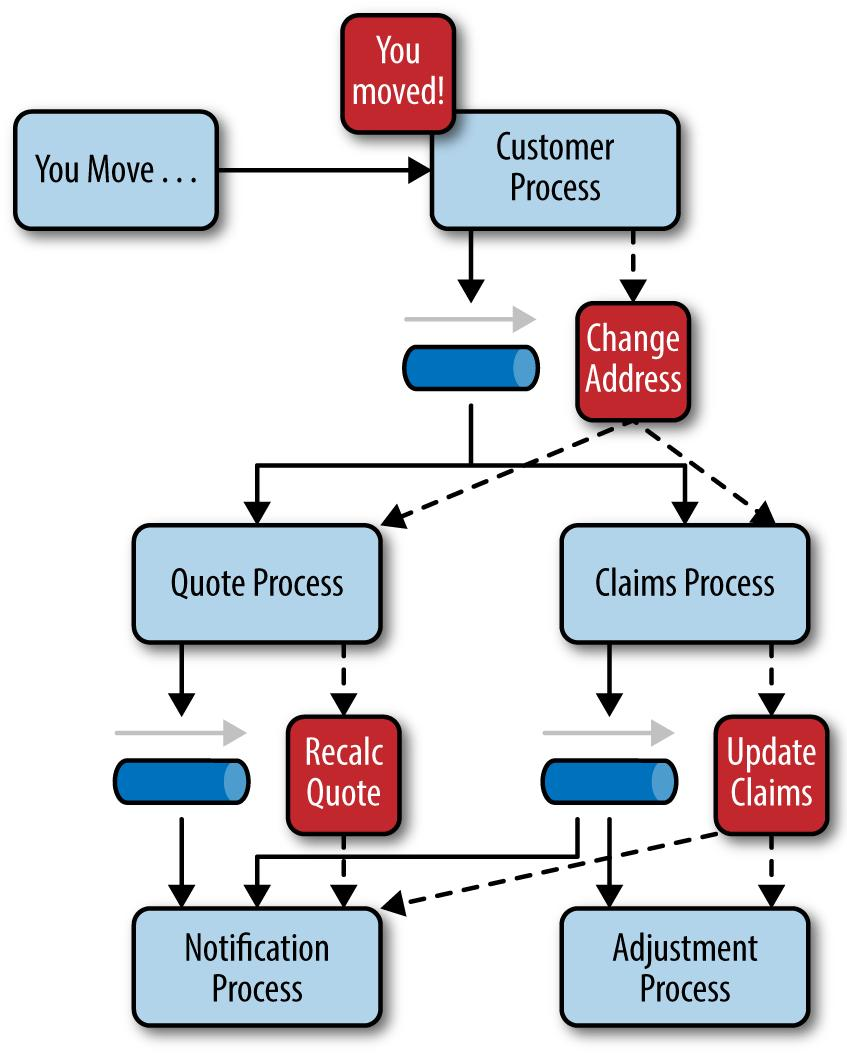 You
moved!
You Move . . .
Customer
Process
Change
Address
Quote Process
Claims Process
Recalc
Quote
Update
Claims
Notification
Process
Adjustment
Process